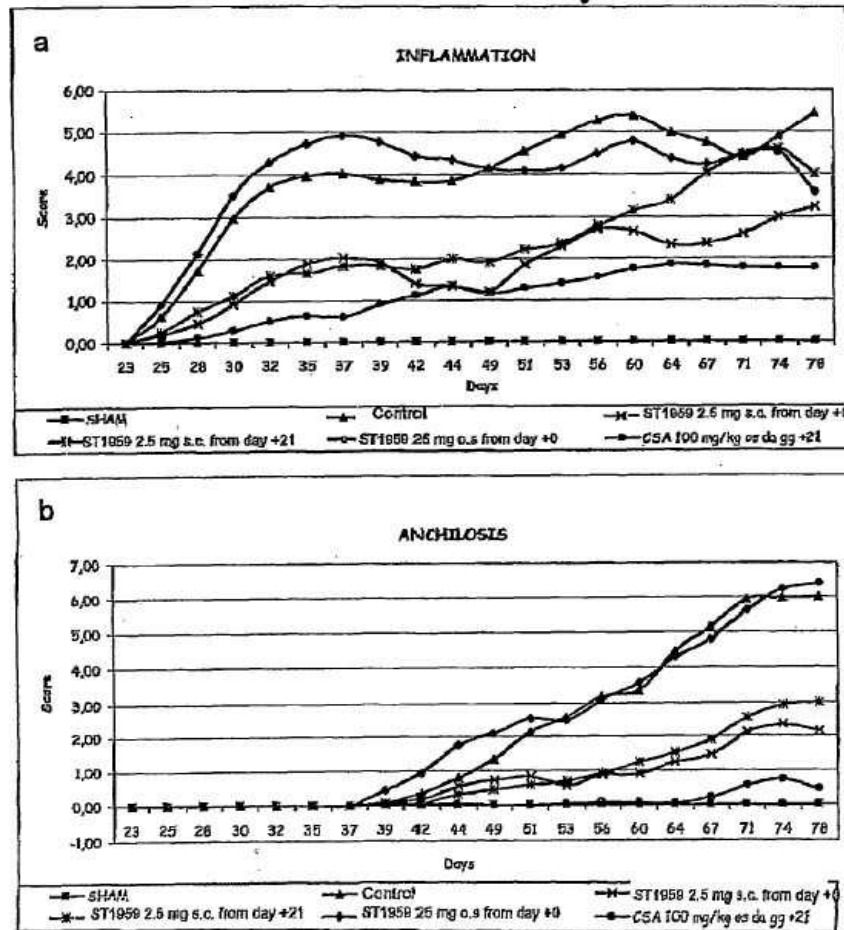 a
INFLAMMATION
6,00
5,00
4,00
3,00
2,00
1,00
0,00
Score
23 25 28 30 32 35 37 39 42 44 49 51 53 56 60 64 67 71 74 78
Days
SHAM Control ST1959 2.5 mg s.c. from day +0
ST1959 2.5 mg s.c. from day +21 ST1959 25 mg o.s from day +0 CSA 100 mg/kg os da gg +21
b
ANCHILOSIS
7,00
6,00
5,00
4,00
3,00
2,00
1,00
0,00
-1,00
Score
23 25 28 30 32 35 37 39 42 44 49 51 53 56 60 64 67 71 74 78
Days
SHAM Control ST1959 2.5 mg s.c. from day +0
ST1959 2.5 mg s.c. from day +21 ST1959 25 mg o.s from day +0 CSA 100 mg/kg os da gg +21